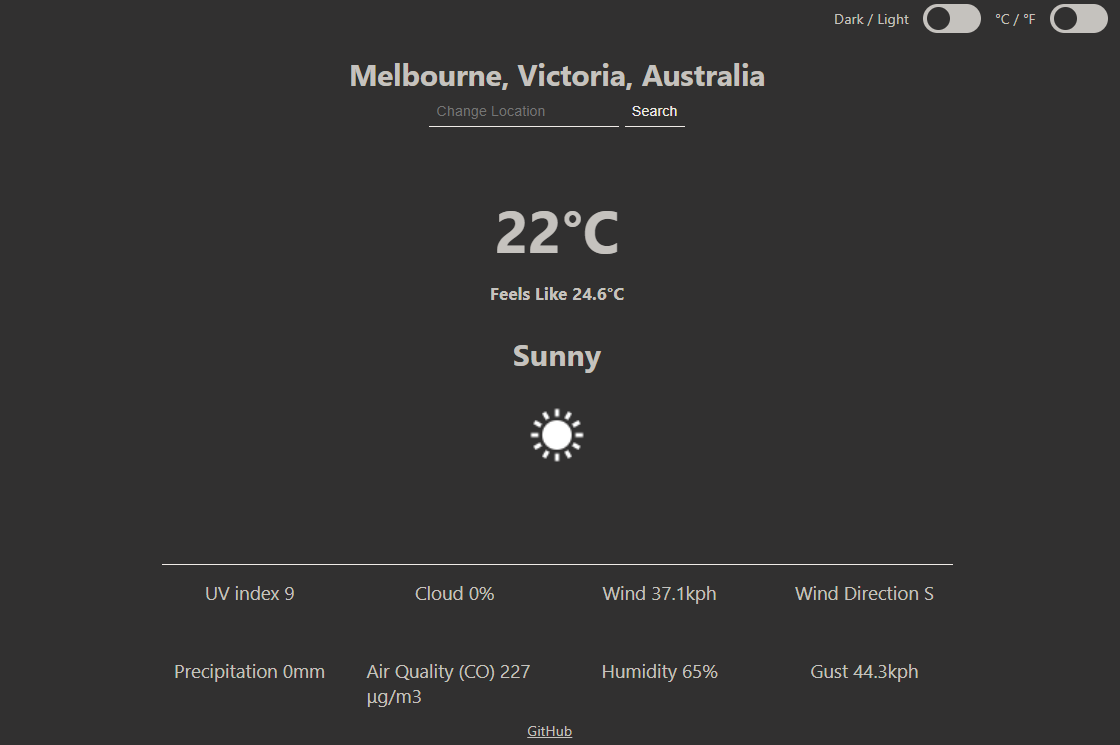 Dark / Light °C / °F
Melbourne, Victoria, Australia
Change Location Search
22°C
Feels Like 24.6°C
Sunny
UV index 9 Cloud 0% Wind 37.1kph Wind Direction S
Precipitation 0mm Air Quality (CO) 227 Humidity 65% Gust 44.3kph
µg/m3
GitHub